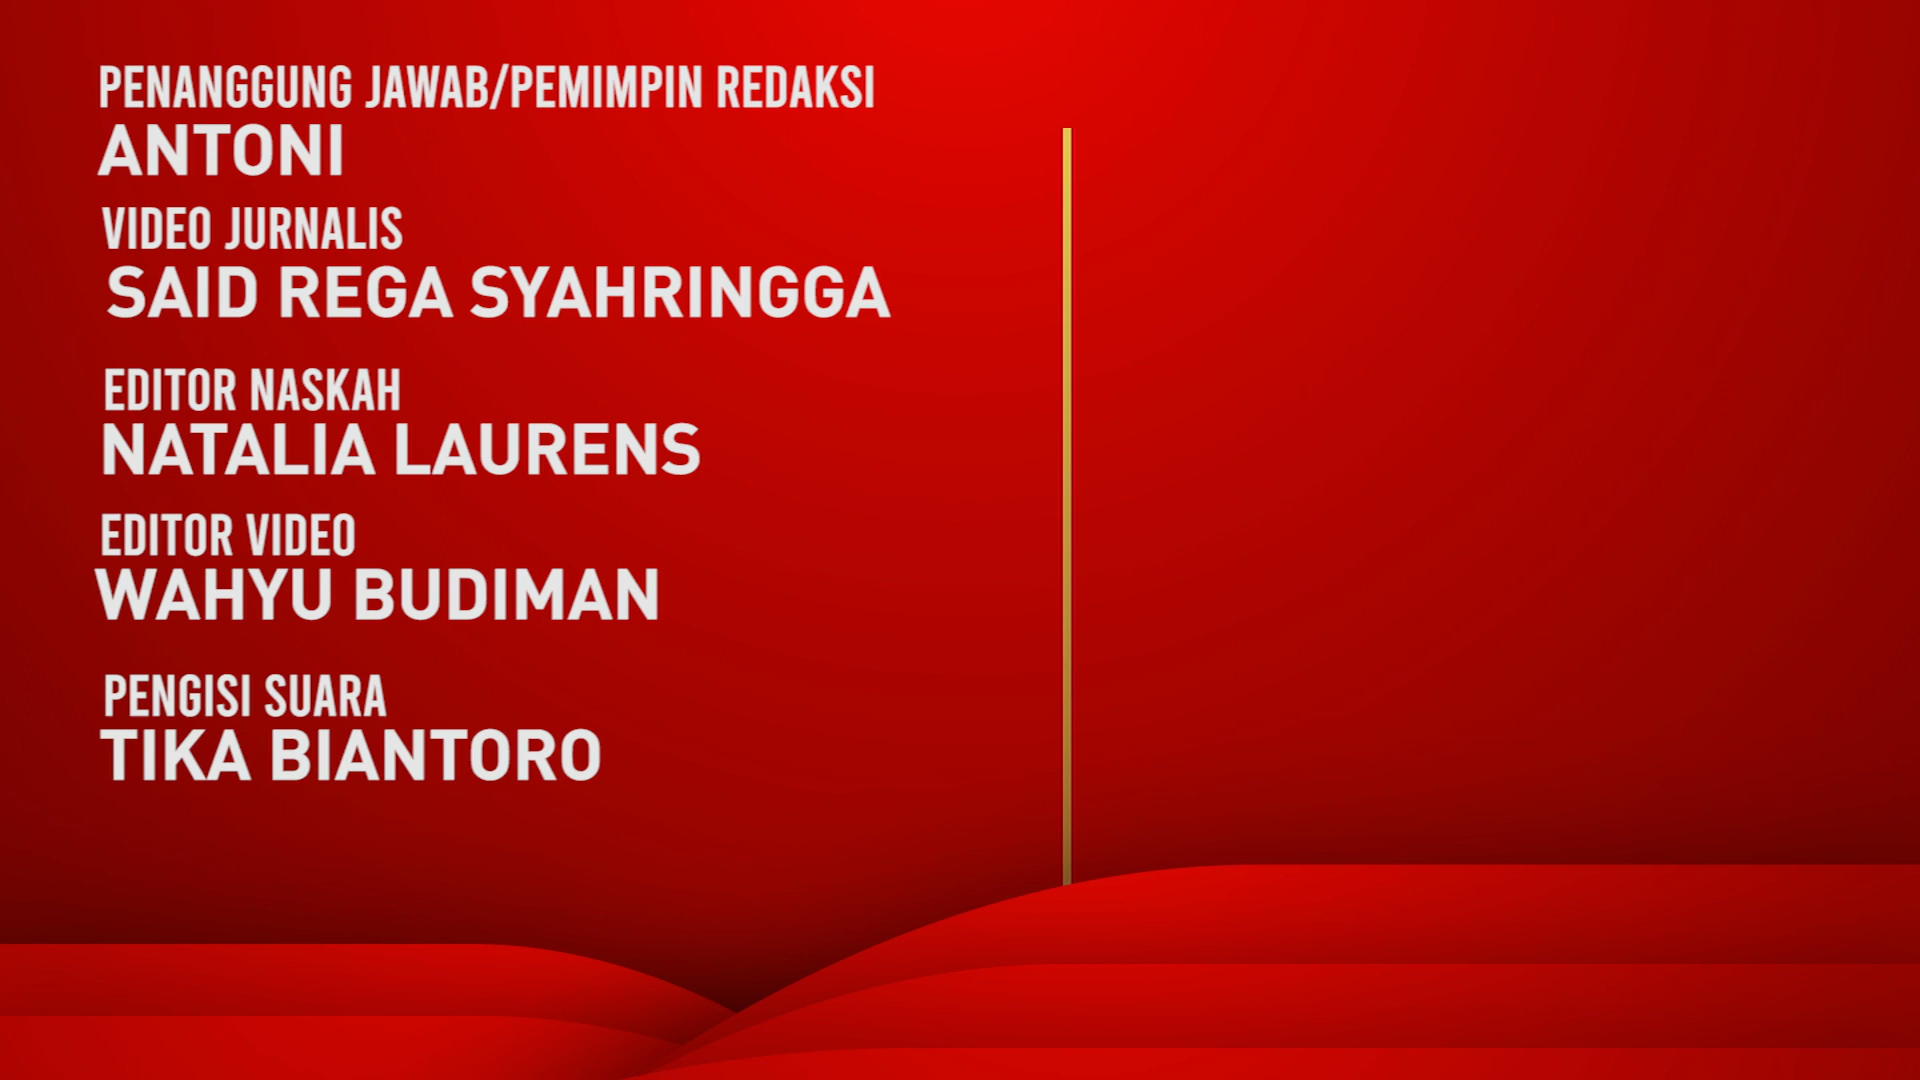 PENANGGUNG JAWAB/PEMIMPIN REDAKSI
ANTONI
VIDEO JURNALIS
SAID REGA SYAHRINGGA
EDITOR NASKAH
NATALIA LAURENS
EDITOR VIDEO
WAHYU BUDIMAN
PENGISI SUARA
TIKA BIANTORO